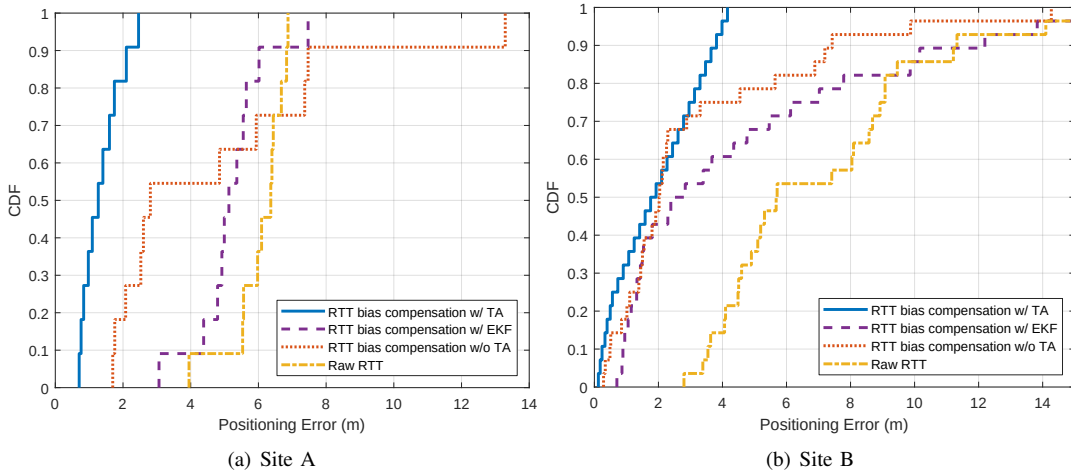 1
0.9
0.8
0.7
0.6
0.5
0.4
0.3
0.2
0.1
0
CDF
0 2 4 6 8 10 12 14
Positioning Error (m)
RTT bias compensation w/ TA
RTT bias compensation w/ EKF
RTT bias compensation w/o TA
Raw RTT
(a) Site A
1
0.9
0.8
0.7
0.6
0.5
0.4
0.3
0.2
0.1
0
CDF
0 2 4 6 8 10 12 14
Positioning Error (m)
RTT bias compensation w/ TA
RTT bias compensation w/ EKF
RTT bias compensation w/o TA
Raw RTT
(b) Site B